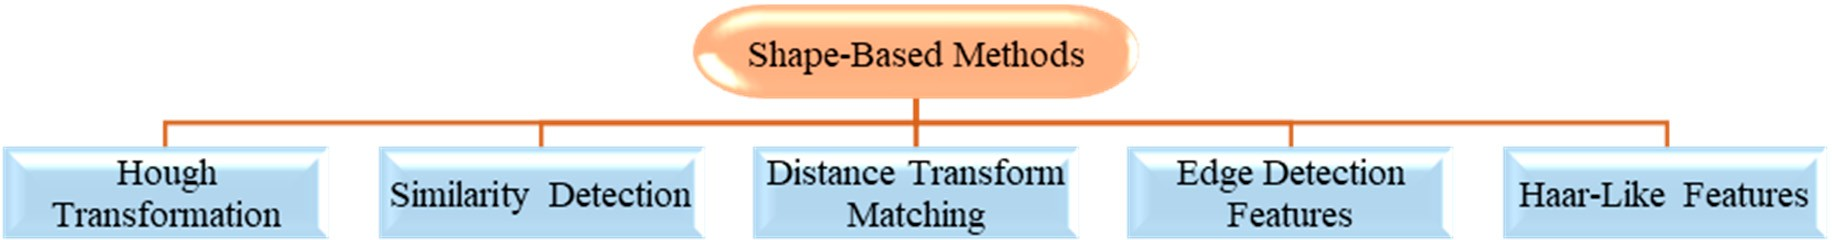 Shape-Based Methods
Hough
Transformation
Similarity Detection
Distance Transform
Matching
Edge Detection
Features
Haar-Like Features